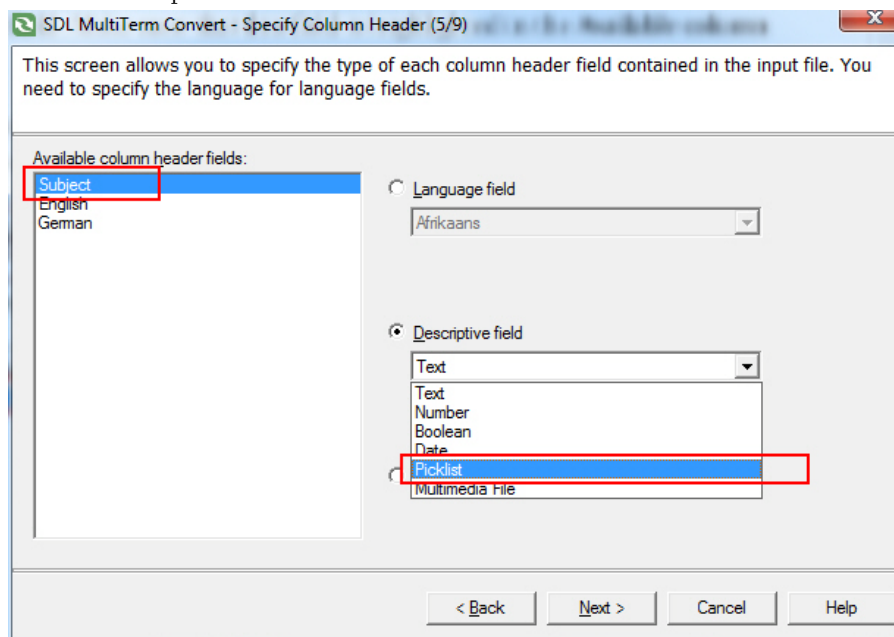 SDL MultiTerm Convert - Specify Column Header (5/9)
This screen allows you to specify the type of each column header field contained in the input file. You
need to specify the language for language fields.
Available column header fields:
Subject
English
German
Language field
Afrikaans
Descriptive field
Text
Text
Number
Boolean
Date
Picklist
Multimedia File
< Back
Next >
Cancel
Help